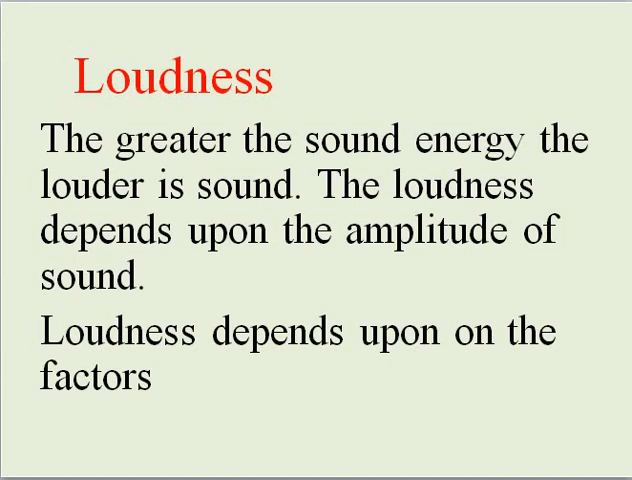 Loudness
The greater the sound energy the
louder is sound. The loudness
depends upon the amplitude of
sound.
Loudness depends upon on the
factors